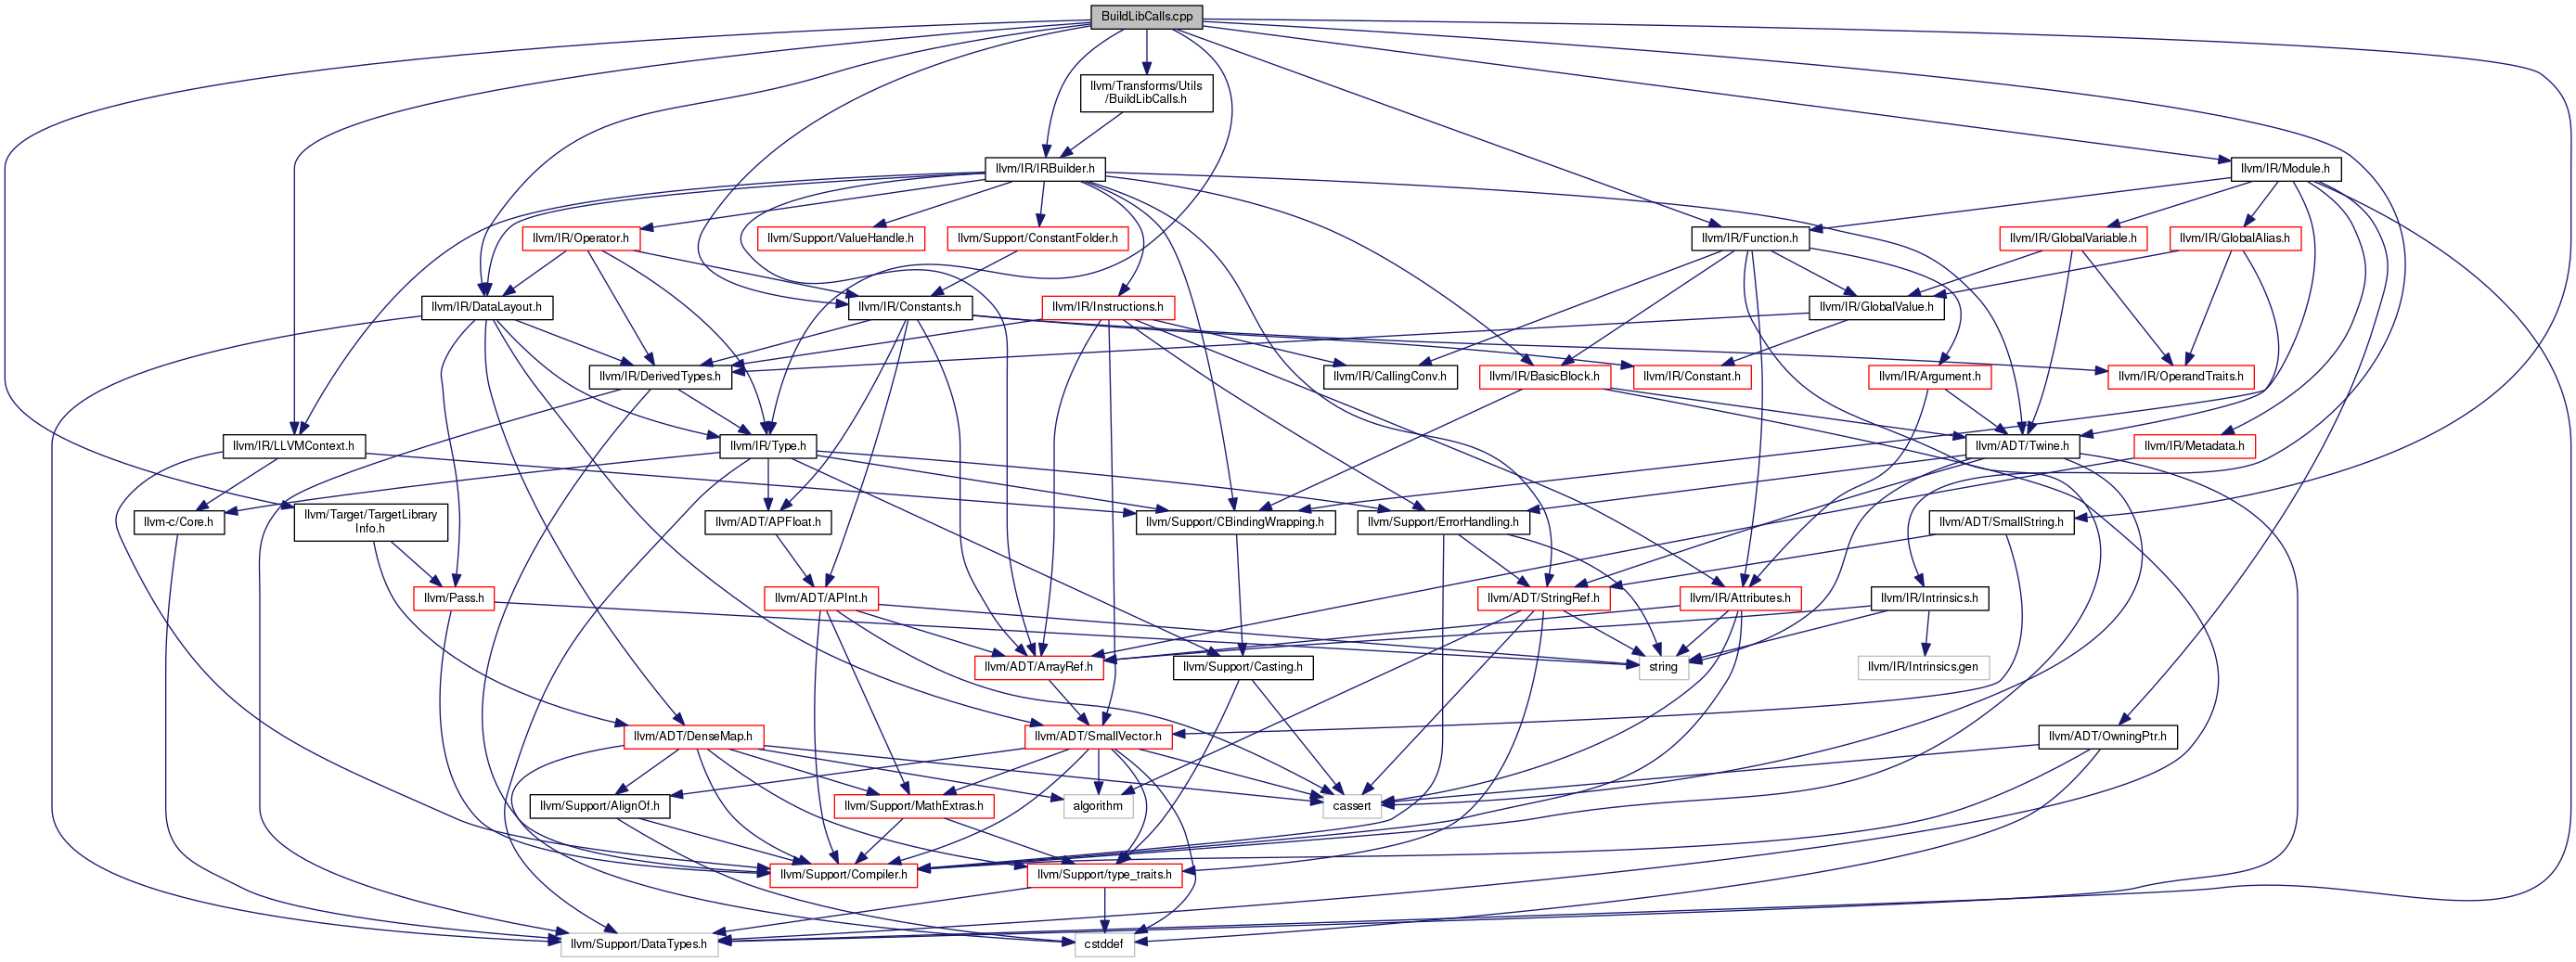 BuildLibCalls.cpp
llvm/Transforms/Utils
/BuildLibCalls.h
llvm/IR/IRBuilder.h
llvm/IR/Module.h
llvm/IR/Operator.h
llvm/Support/ValueHandle.h
llvm/Support/ConstantFolder.h
llvm/IR/Function.h
llvm/IR/GlobalVariable.h
llvm/IR/GlobalAlias.h
llvm/IR/DataLayout.h
llvm/IR/Constants.h
llvm/IR/Instructions.h
llvm/IR/GlobalValue.h
llvm/IR/DerivedTypes.h
llvm/IR/CallingConv.h
llvm/IR/BasicBlock.h
llvm/IR/Constant.h
llvm/IR/Argument.h
llvm/IR/OperandTraits.h
llvm/IR/LLVMContext.h
llvm/IR/Type.h
llvm/ADT/Twine.h
llvm/IR/Metadata.h
llvm-c/Core.h
llvm/Target/TargetLibrary
Info.h
llvm/ADT/APFloat.h
llvm/Support/CBindingWrapping.h
llvm/Support/ErrorHandling.h
llvm/ADT/SmallString.h
llvm/Pass.h
llvm/ADT/APInt.h
llvm/ADT/StringRef.h
llvm/IR/Attributes.h
llvm/IR/Intrinsics.h
llvm/ADT/ArrayRef.h
llvm/Support/Casting.h
string
llvm/IR/Intrinsics.gen
llvm/ADT/DenseMap.h
llvm/ADT/SmallVector.h
llvm/ADT/OwningPtr.h
llvm/Support/AlignOf.h
llvm/Support/MathExtras.h
algorithm
cassert
llvm/Support/Compiler.h
llvm/Support/type_traits.h
llvm/Support/DataTypes.h
cstddef